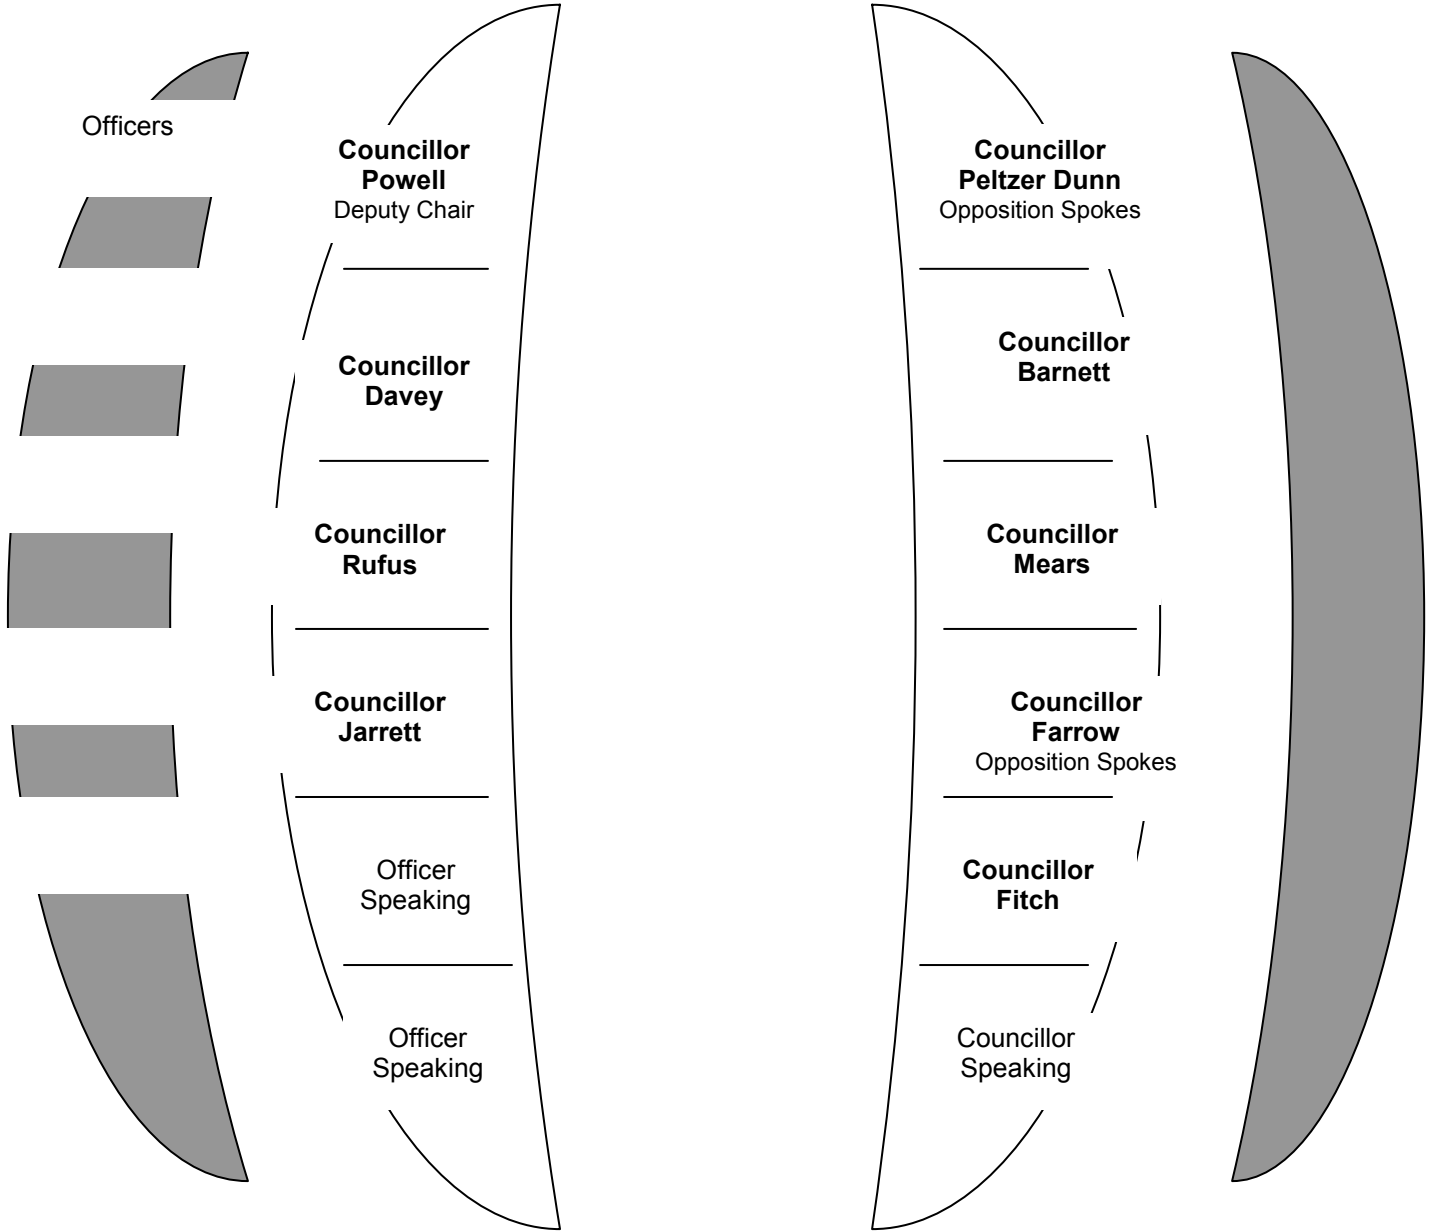 Officers
Councillor
Powell
Deputy Chair
Councillor
Davey
Councillor
Rufus
Councillor
Jarrett
Officer
Speaking
Officer
Speaking
Councillor
Peltzer Dunn
Opposition Spokes
Councillor
Barnett
Councillor
Mears
Councillor
Farrow
Opposition Spokes
Councillor
Fitch
Councillor
Speaking